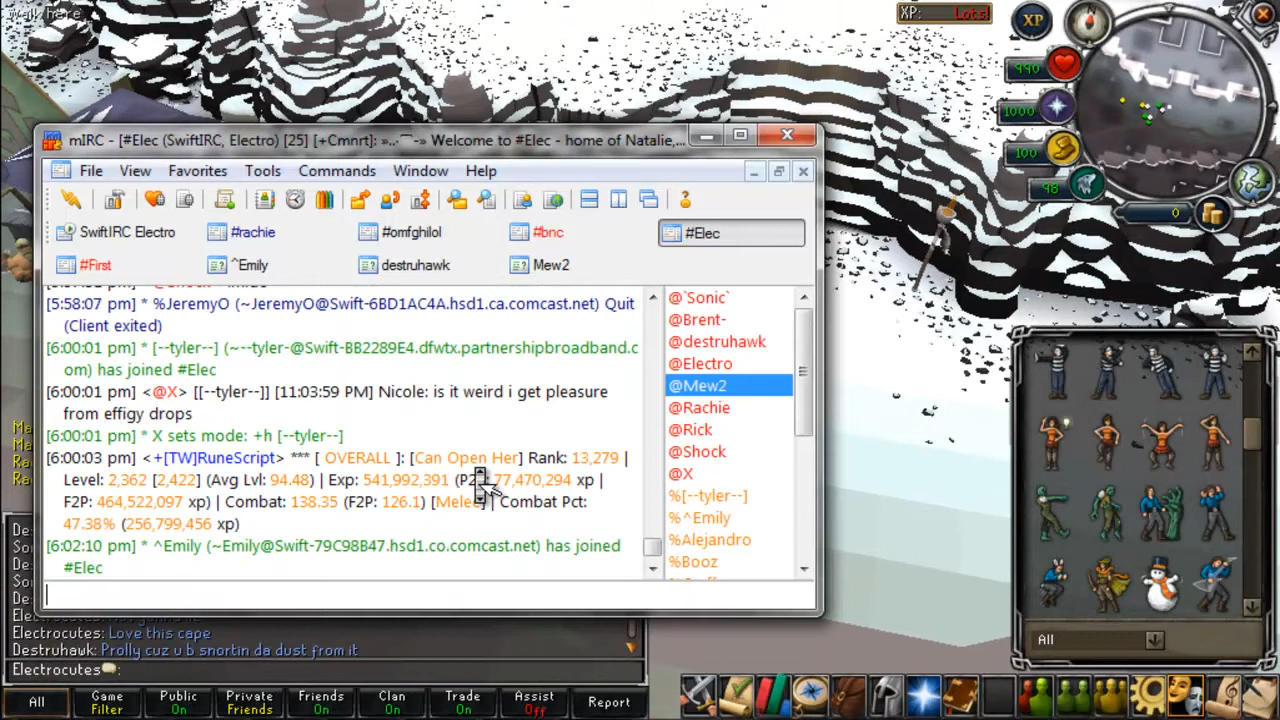 Walk here
XP: Lots!
XP
990
1000
100
98
0
mIRC - [#Elec (SwiftIRC, Electro) [25] [+Cmnrt]: »..·¯·-» Welcome to #Elec - home of Natalie,...
File View Favorites Tools Commands Window Help
SwiftIRC Electro #rachie #omfghilol #bnc #Elec
#First ^Emily destruhawk Mew2
[5:58:07 pm] * %JeremyO (~JeremyO@Swift-6BD1AC4A.hsd1.ca.comcast.net) Quit
(Client exited)
[6:00:01 pm] * [--tyler--] (~--tyler-@Swift-BB2289E4.dfwtx.partnershipbroadband.c
om) has joined #Elec
[6:00:01 pm] <@X> [[--tyler--]] [11:03:59 PM] Nicole: is it weird i get pleasure
from effigy drops
[6:00:01 pm] * X sets mode: +h [--tyler--]
[6:00:03 pm] <+[TW]RuneScript> *** [ OVERALL ]: [Can Open Her] Rank: 13,279 |
Level: 2,362 [2,422] (Avg Lvl: 94.48) | Exp: 541,992,391 77,470,294 xp |
F2P: 464,522,097 xp) | Combat: 138.35 (F2P: 126.1) [Melee] | Combat Pct:
47.38% (256,799,456 xp)
[6:02:10 pm] * ^Emily (~Emily@Swift-79C98B47.hsd1.co.comcast.net) has joined
#Elec
@`Sonic`
@Brent-
@destruhawk
@Electro
@Mew2
@Rachie
@Rick
@Shock
@X
%[--tyler--]
%^Emily
%Alejandro
%Booz
Electrocutes: Love this cape
Destruhawk: Prolly cuz u b snortin da dust from it
Electrocutes:
All
All
Game Filter
Public On
Private Friends
Friends On
Clan On
Trade On
Assist Off
Report